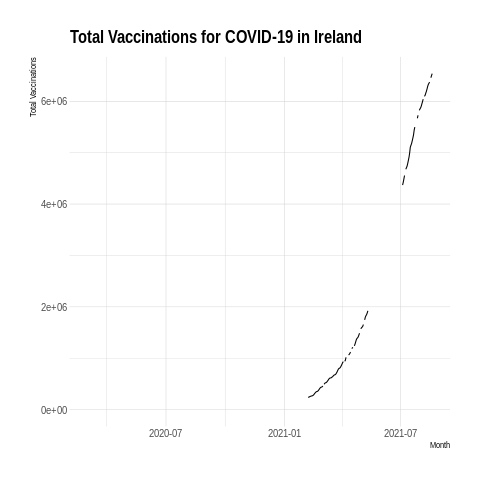 Total Vaccinations for COVID-19 in Ireland
Total Vaccinations
6e+06
4e+06
2e+06
0e+00
2020-07 2021-01 2021-07
Month